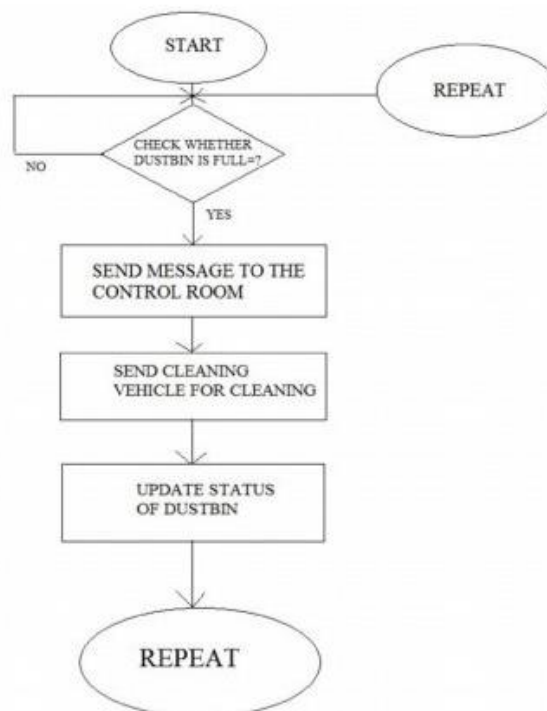 START
REPEAT
CHECK WHETHER
DUSTBIN IS FULL=?
NO
YES
SEND MESSAGE TO THE
CONTROL ROOM
SEND CLEANING
VEHICLE FOR CLEANING
UPDATE STATUS
OF DUSTBIN
REPEAT